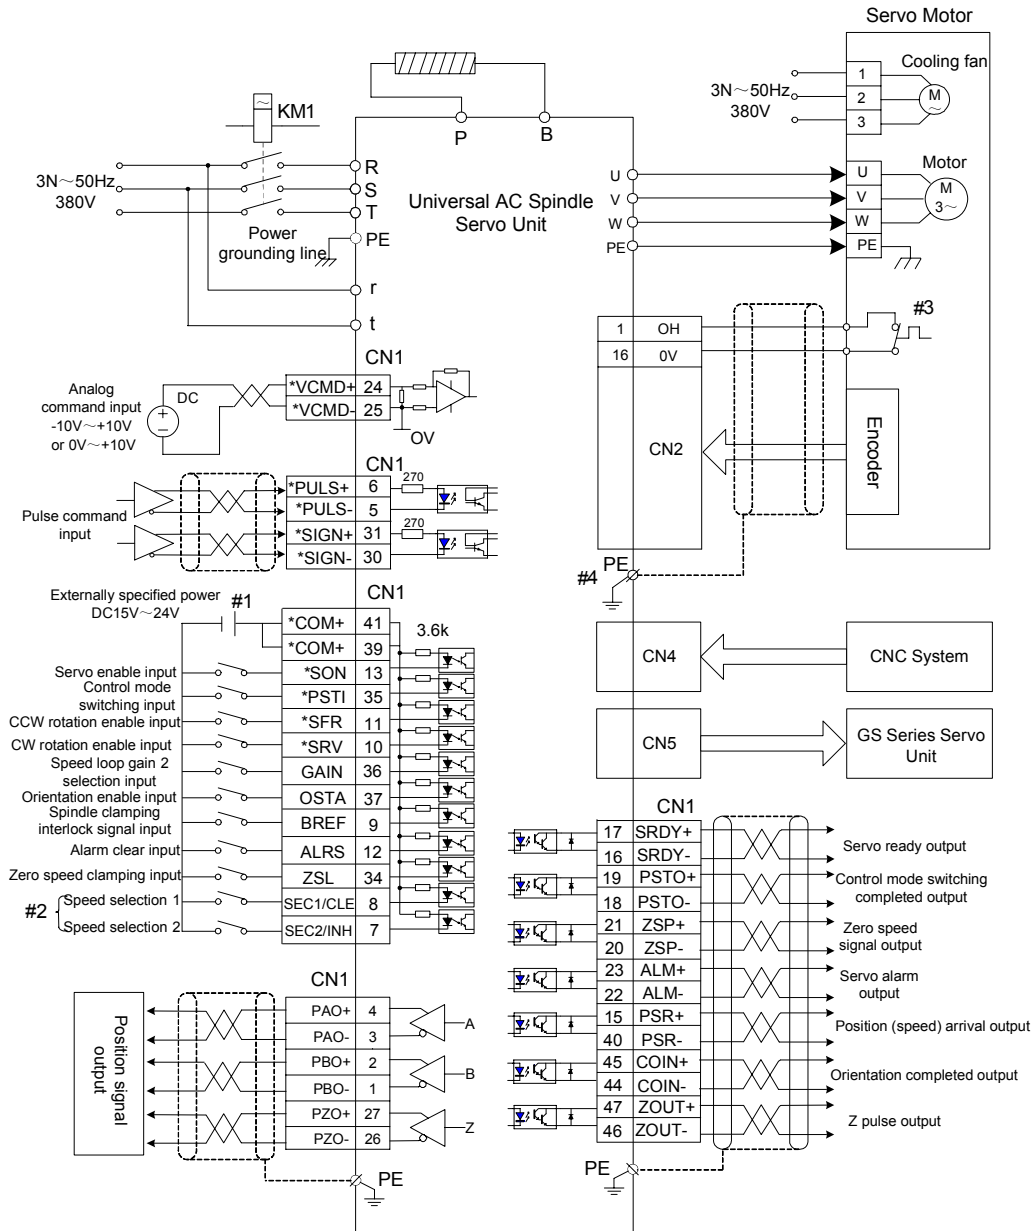 Servo Motor
Cooling fan
3N～50Hz
380V
1
2
3
M
～
KM1
～
P
B
3N～50Hz
380V
R
S
T
PE
Power
grounding line
r
t
Universal AC Spindle
Servo Unit
U
V
W
PE
Motor
U
V
W
PE
M
3～
#3
1 OH
16 0V
CN2
Encoder
PE
#4
CN1
Analog
command input
-10V～+10V
or 0V～+10V
DC
*VCMD+ 24
*VCMD- 25
OV
CN1
Pulse command
input
*PULS+ 6
*PULS- 5
*SIGN+ 31
*SIGN- 30
270
270
CN1
Externally specified power
DC15V～24V
#1
3.6k
*COM+ 41
*COM+ 39
Servo enable input
*SON 13
Control mode
switching input
*PSTI 35
CCW rotation enable input
*SFR 11
CW rotation enable input
*SRV 10
Speed loop gain 2
selection input
GAIN 36
Orientation enable input
OSTA 37
Spindle clamping
interlock signal input
BREF 9
Alarm clear input
ALRS 12
Zero speed clamping input
ZSL 34
#2
Speed selection 1
SEC1/CLE 8
Speed selection 2
SEC2/INH 7
CN4
CNC System
CN5
GS Series Servo
Unit
CN1
17 SRDY+
16 SRDY-
Servo ready output
19 PSTO+
18 PSTO-
Control mode switching
completed output
21 ZSP+
20 ZSP-
Zero speed
signal output
23 ALM+
22 ALM-
Servo alarm
output
15 PSR+
40 PSR-
Position (speed) arrival output
45 COIN+
44 COIN-
Orientation completed output
47 ZOUT+
46 ZOUT-
Z pulse output
PE
CN1
Position signal
output
PAO+ 4
PAO- 3
A
PBO+ 2
PBO- 1
B
PZO+ 27
PZO- 26
Z
PE